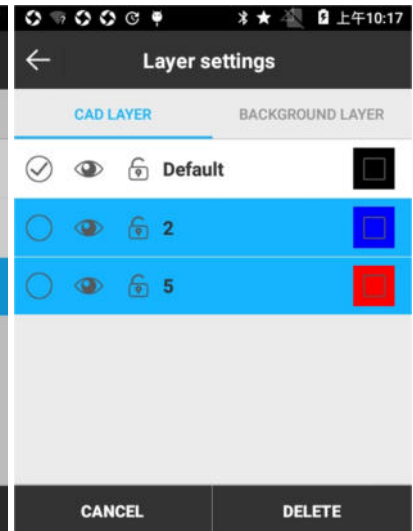 上午10:17
Layer settings
CAD LAYER BACKGROUND LAYER
Default
2
5
CANCEL DELETE